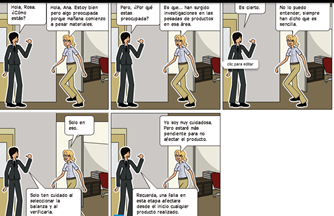 Hola, Rosa.
¿Cómo
estás?
Hola, Ana. Estoy bien
pero algo preocupada
porque mañana comienzo
a pesar materiales.
Pero, ¿Por qué
estas
preocupada?
Es que... han surgido
investigaciones en las
pesadas de productos
en esa área.
Es cierto.
clic para editar
No lo puedo
entender, siempre
han dicho que es
sencilla.
Solo ten cuidado al
seleccionar la
balanza y al
verificarla.
Solo en
eso.
Yo soy muy cuidadosa.
Pero estaré más
pendiente para no
afectar el producto.
Recuerda, una falla en
esta etapa afectara
desde el inicio cualquier
producto realizado.